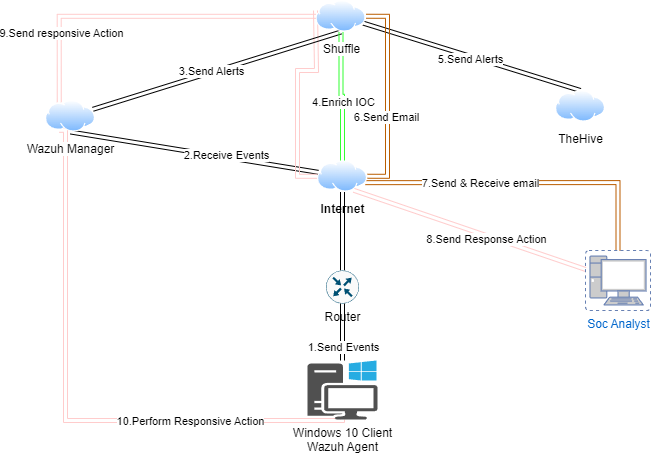 9.Send responsive Action
Shuffle
5.Send Alerts
3.Send Alerts
4.Enrich IOC
6.Send Email
TheHive
Wazuh Manager
2.Receive Events
7.Send & Receive email
Internet
8.Send Response Action
Router
Soc Analyst
1.Send Events
10.Perform Responsive Action
Windows 10 Client
Wazuh Agent